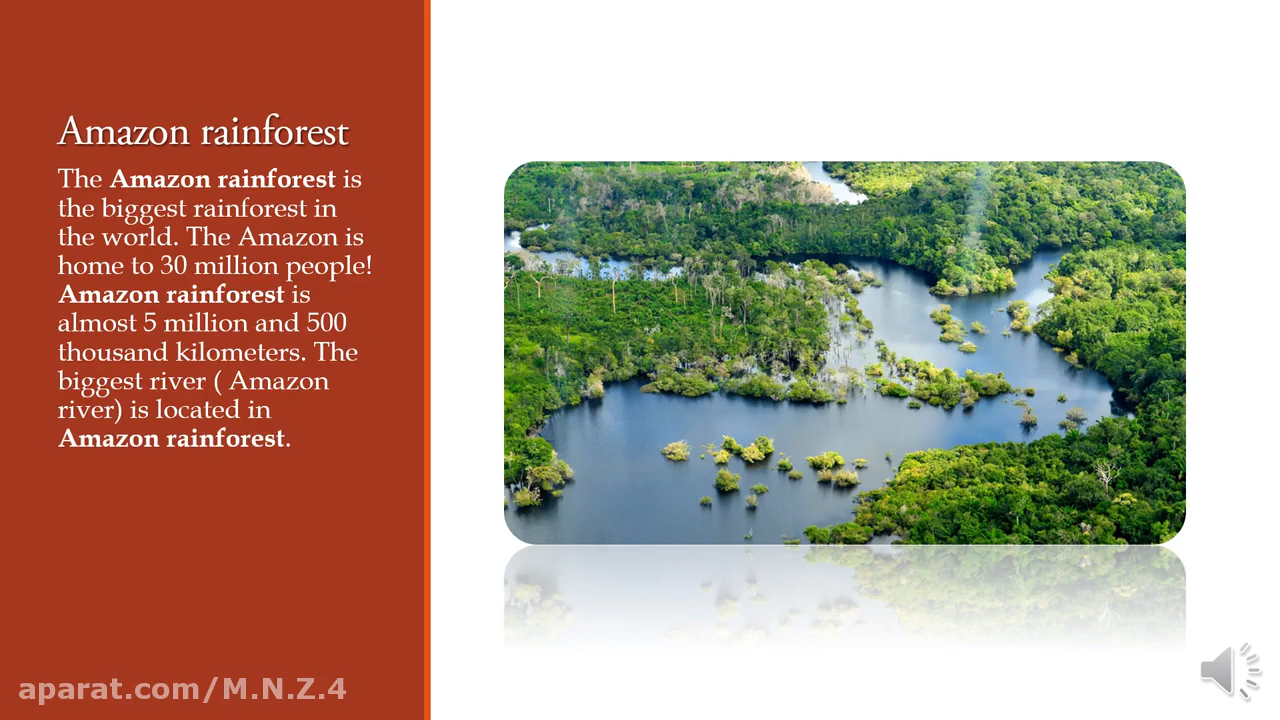 Amazon rainforest
The Amazon rainforest is
the biggest rainforest in
the world. The Amazon is
home to 30 million people!
Amazon rainforest is
almost 5 million and 500
thousand kilometers. The
biggest river ( Amazon
river) is located in
Amazon rainforest.
aparat.com/M.N.Z.4